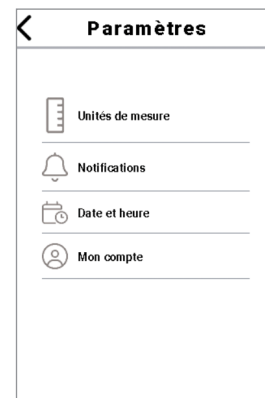 Paramètres
Unités de mesure
Notifications
Date et heure
Mon compte